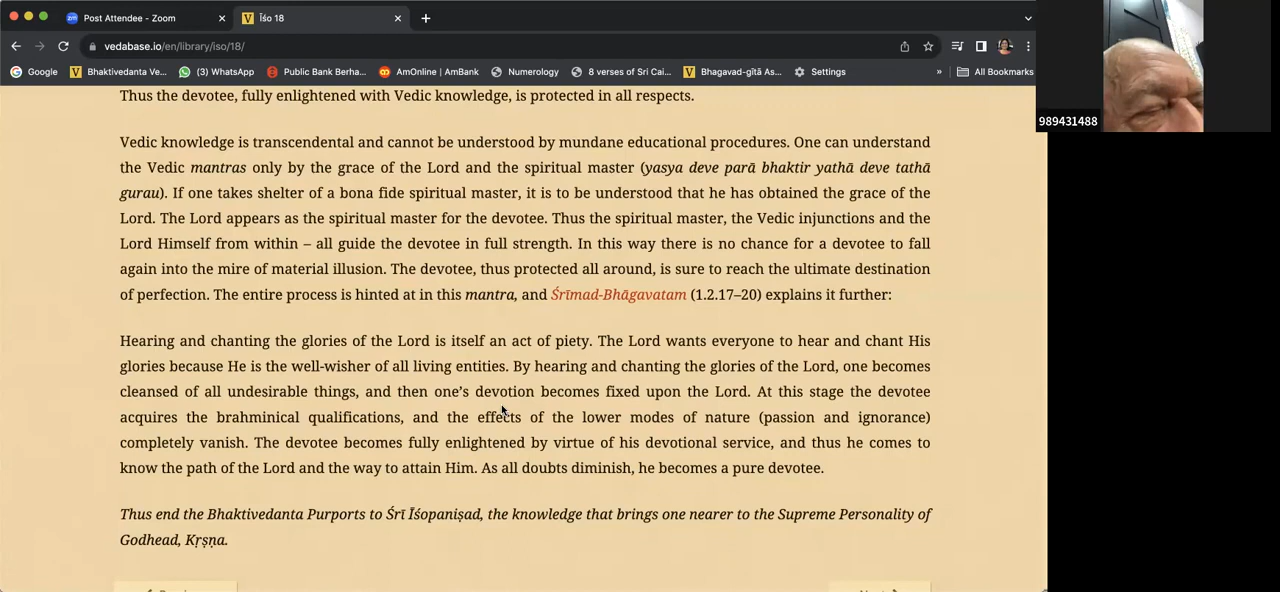 Post Attendee - Zoom
Īśo 18
vedabase.io/en/library/iso/18/
Google
Bhaktivedanta Ve...
(3) WhatsApp
Public Bank Berha...
AmOnline | AmBank
Numerology
8 verses of Sri Cai...
Bhagavad-gītā As...
Settings
»
All Bookmarks
989431488
Thus the devotee, fully enlightened with Vedic knowledge, is protected in all respects.
Vedic knowledge is transcendental and cannot be understood by mundane educational procedures. One can understand
the Vedic mantras only by the grace of the Lord and the spiritual master (yasya deve parā bhaktir yathā deve tathā
gurau). If one takes shelter of a bona fide spiritual master, it is to be understood that he has obtained the grace of the
Lord. The Lord appears as the spiritual master for the devotee. Thus the spiritual master, the Vedic injunctions and the
Lord Himself from within – all guide the devotee in full strength. In this way there is no chance for a devotee to fall
again into the mire of material illusion. The devotee, thus protected all around, is sure to reach the ultimate destination
of perfection. The entire process is hinted at in this mantra, and Śrīmad-Bhāgavatam (1.2.17–20) explains it further:
Hearing and chanting the glories of the Lord is itself an act of piety. The Lord wants everyone to hear and chant His
glories because He is the well-wisher of all living entities. By hearing and chanting the glories of the Lord, one becomes
cleansed of all undesirable things, and then one’s devotion becomes fixed upon the Lord. At this stage the devotee
acquires the brahminical qualifications, and the effects of the lower modes of nature (passion and ignorance)
completely vanish. The devotee becomes fully enlightened by virtue of his devotional service, and thus he comes to
know the path of the Lord and the way to attain Him. As all doubts diminish, he becomes a pure devotee.
Thus end the Bhaktivedanta Purports to Śrī Īśopaniṣad, the knowledge that brings one nearer to the Supreme Personality of
Godhead, Kṛṣṇa.